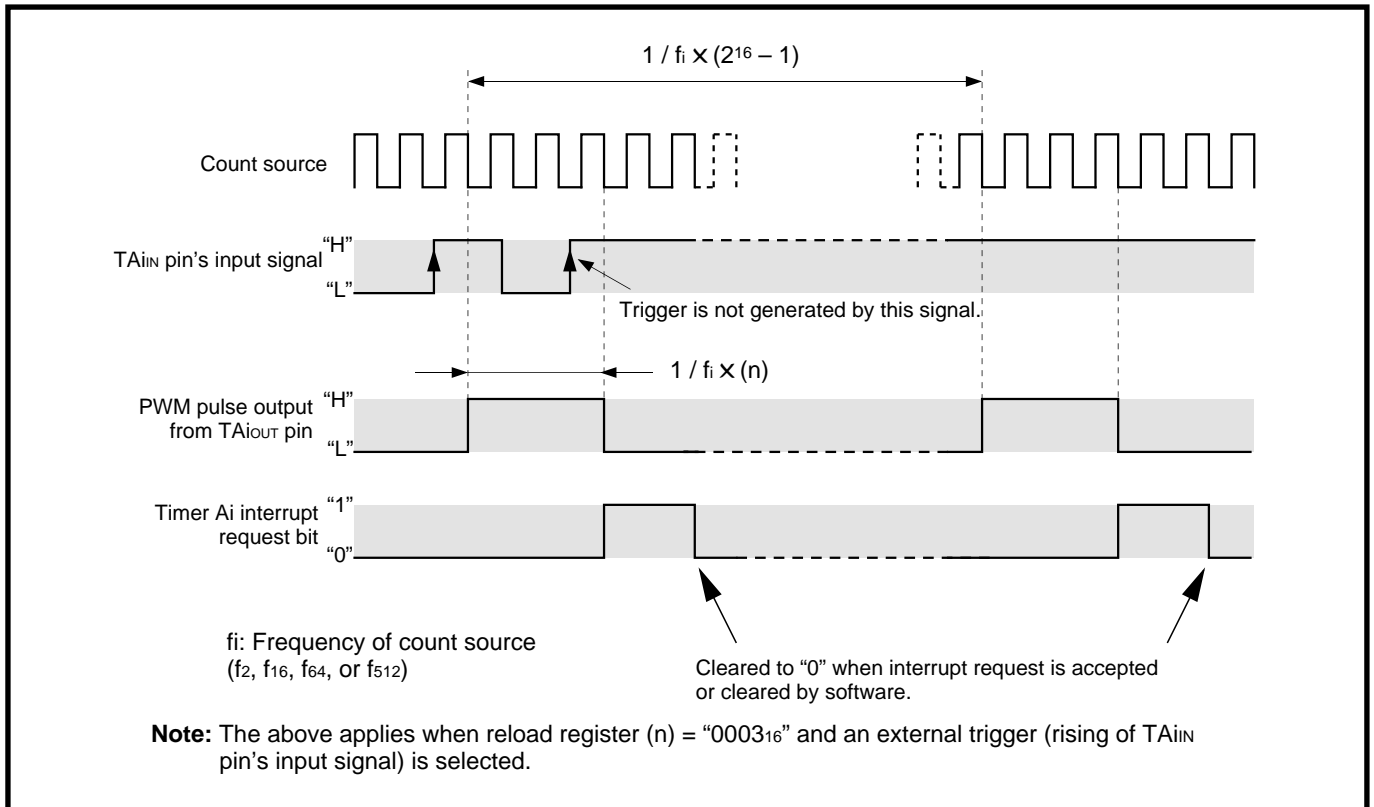 1 / fi × (2¹⁶ – 1)
Count source
TAiIN pin’s input signal
“H”
“L”
Trigger is not generated by this signal.
1 / fi × (n)
PWM pulse output
from TAiOUT pin
“H”
“L”
Timer Ai interrupt
request bit
“1”
“0”
fi: Frequency of count source
(f2, f16, f64, or f512)
Cleared to “0” when interrupt request is accepted
or cleared by software.
Note: The above applies when reload register (n) = “000316” and an external trigger (rising of TAiIN
pin’s input signal) is selected.